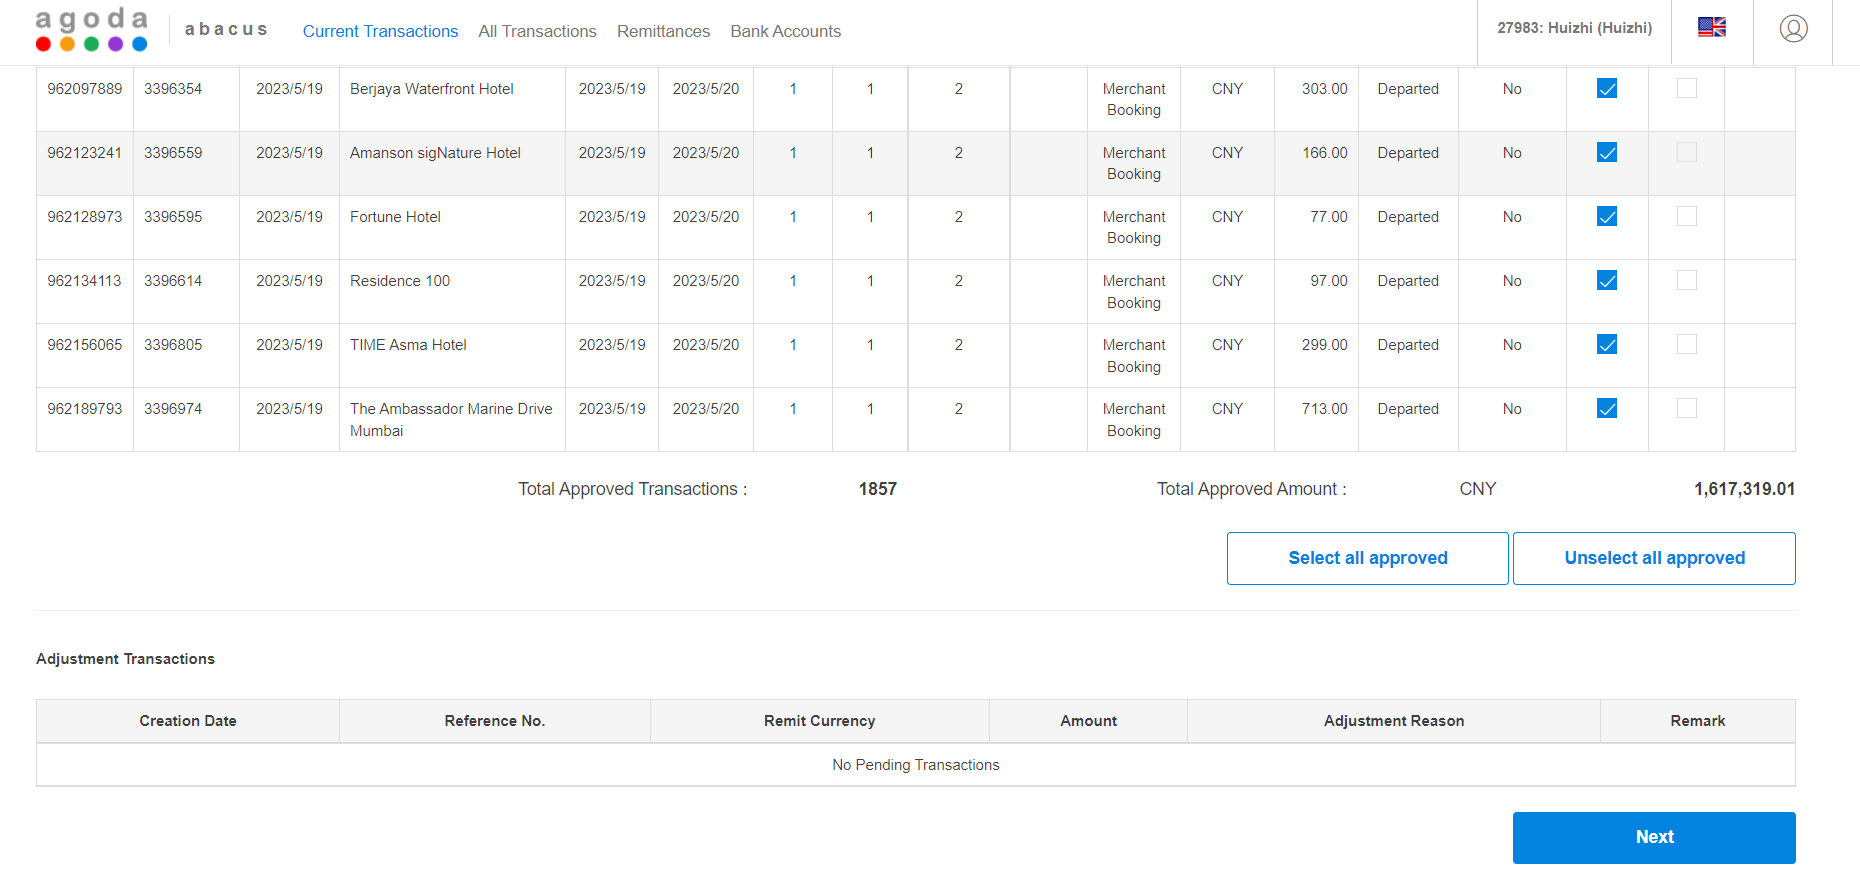 agoda abacus Current Transactions All Transactions Remittances Bank Accounts 27983: Huizhi (Huizhi)
962097889 3396354 2023/5/19 Berjaya Waterfront Hotel 2023/5/19 2023/5/20 1 1 2 Merchant Booking CNY 303.00 Departed No
962123241 3396559 2023/5/19 Amanson sigNature Hotel 2023/5/19 2023/5/20 1 1 2 Merchant Booking CNY 166.00 Departed No
962128973 3396595 2023/5/19 Fortune Hotel 2023/5/19 2023/5/20 1 1 2 Merchant Booking CNY 77.00 Departed No
962134113 3396614 2023/5/19 Residence 100 2023/5/19 2023/5/20 1 1 2 Merchant Booking CNY 97.00 Departed No
962156065 3396805 2023/5/19 TIME Asma Hotel 2023/5/19 2023/5/20 1 1 2 Merchant Booking CNY 299.00 Departed No
962189793 3396974 2023/5/19 The Ambassador Marine Drive Mumbai 2023/5/19 2023/5/20 1 1 2 Merchant Booking CNY 713.00 Departed No
Total Approved Transactions : 1857 Total Approved Amount : CNY 1,617,319.01
Select all approved Unselect all approved
Adjustment Transactions
Creation Date Reference No. Remit Currency Amount Adjustment Reason Remark
No Pending Transactions
Next